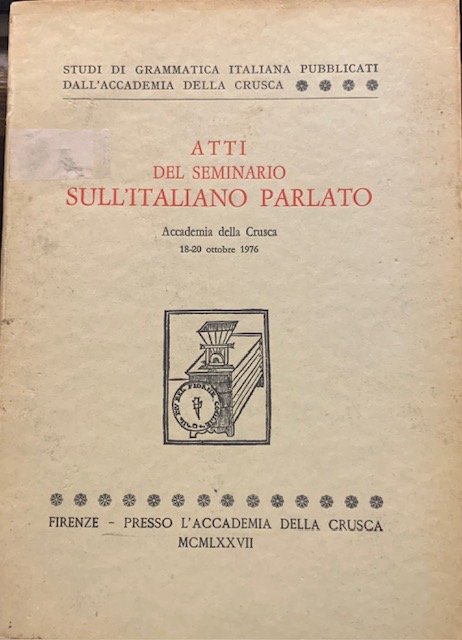 STUDI DI GRAMMATICA ITALIANA PUBBLICATI
DALL'ACCADEMIA DELLA CRUSCA
ATTI
DEL SEMINARIO
SULL'ITALIANO PARLATO
Accademia della Crusca
18-20 ottobre 1976
FIRENZE - PRESSO L'ACCADEMIA DELLA CRUSCA
MCMLXXVII